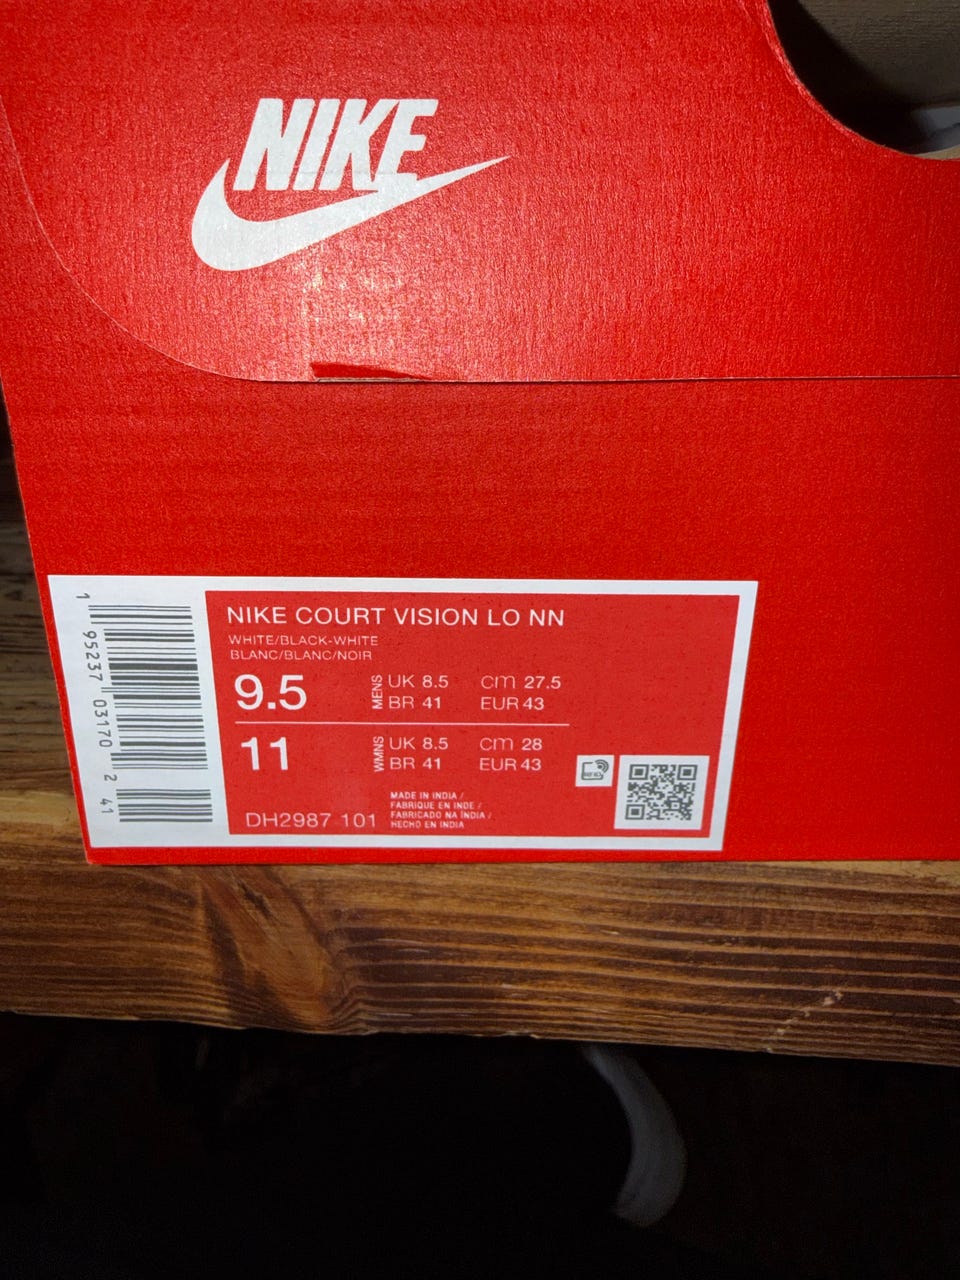 NIKE
NIKE COURT VISION LO NN
WHITE/BLACK-WHITE
BLANC/BLANC/NOIR
9.5 MENS UK 8.5 cm 27.5
BR 41 EUR 43
11 WMNS UK 8.5 cm 28
BR 41 EUR 43
DH2987 101
MADE IN INDIA /
FABRIQUE EN INDE /
FABRICADO NA ÍNDIA /
HECHO EN INDIA
1 95237 03170 2 41